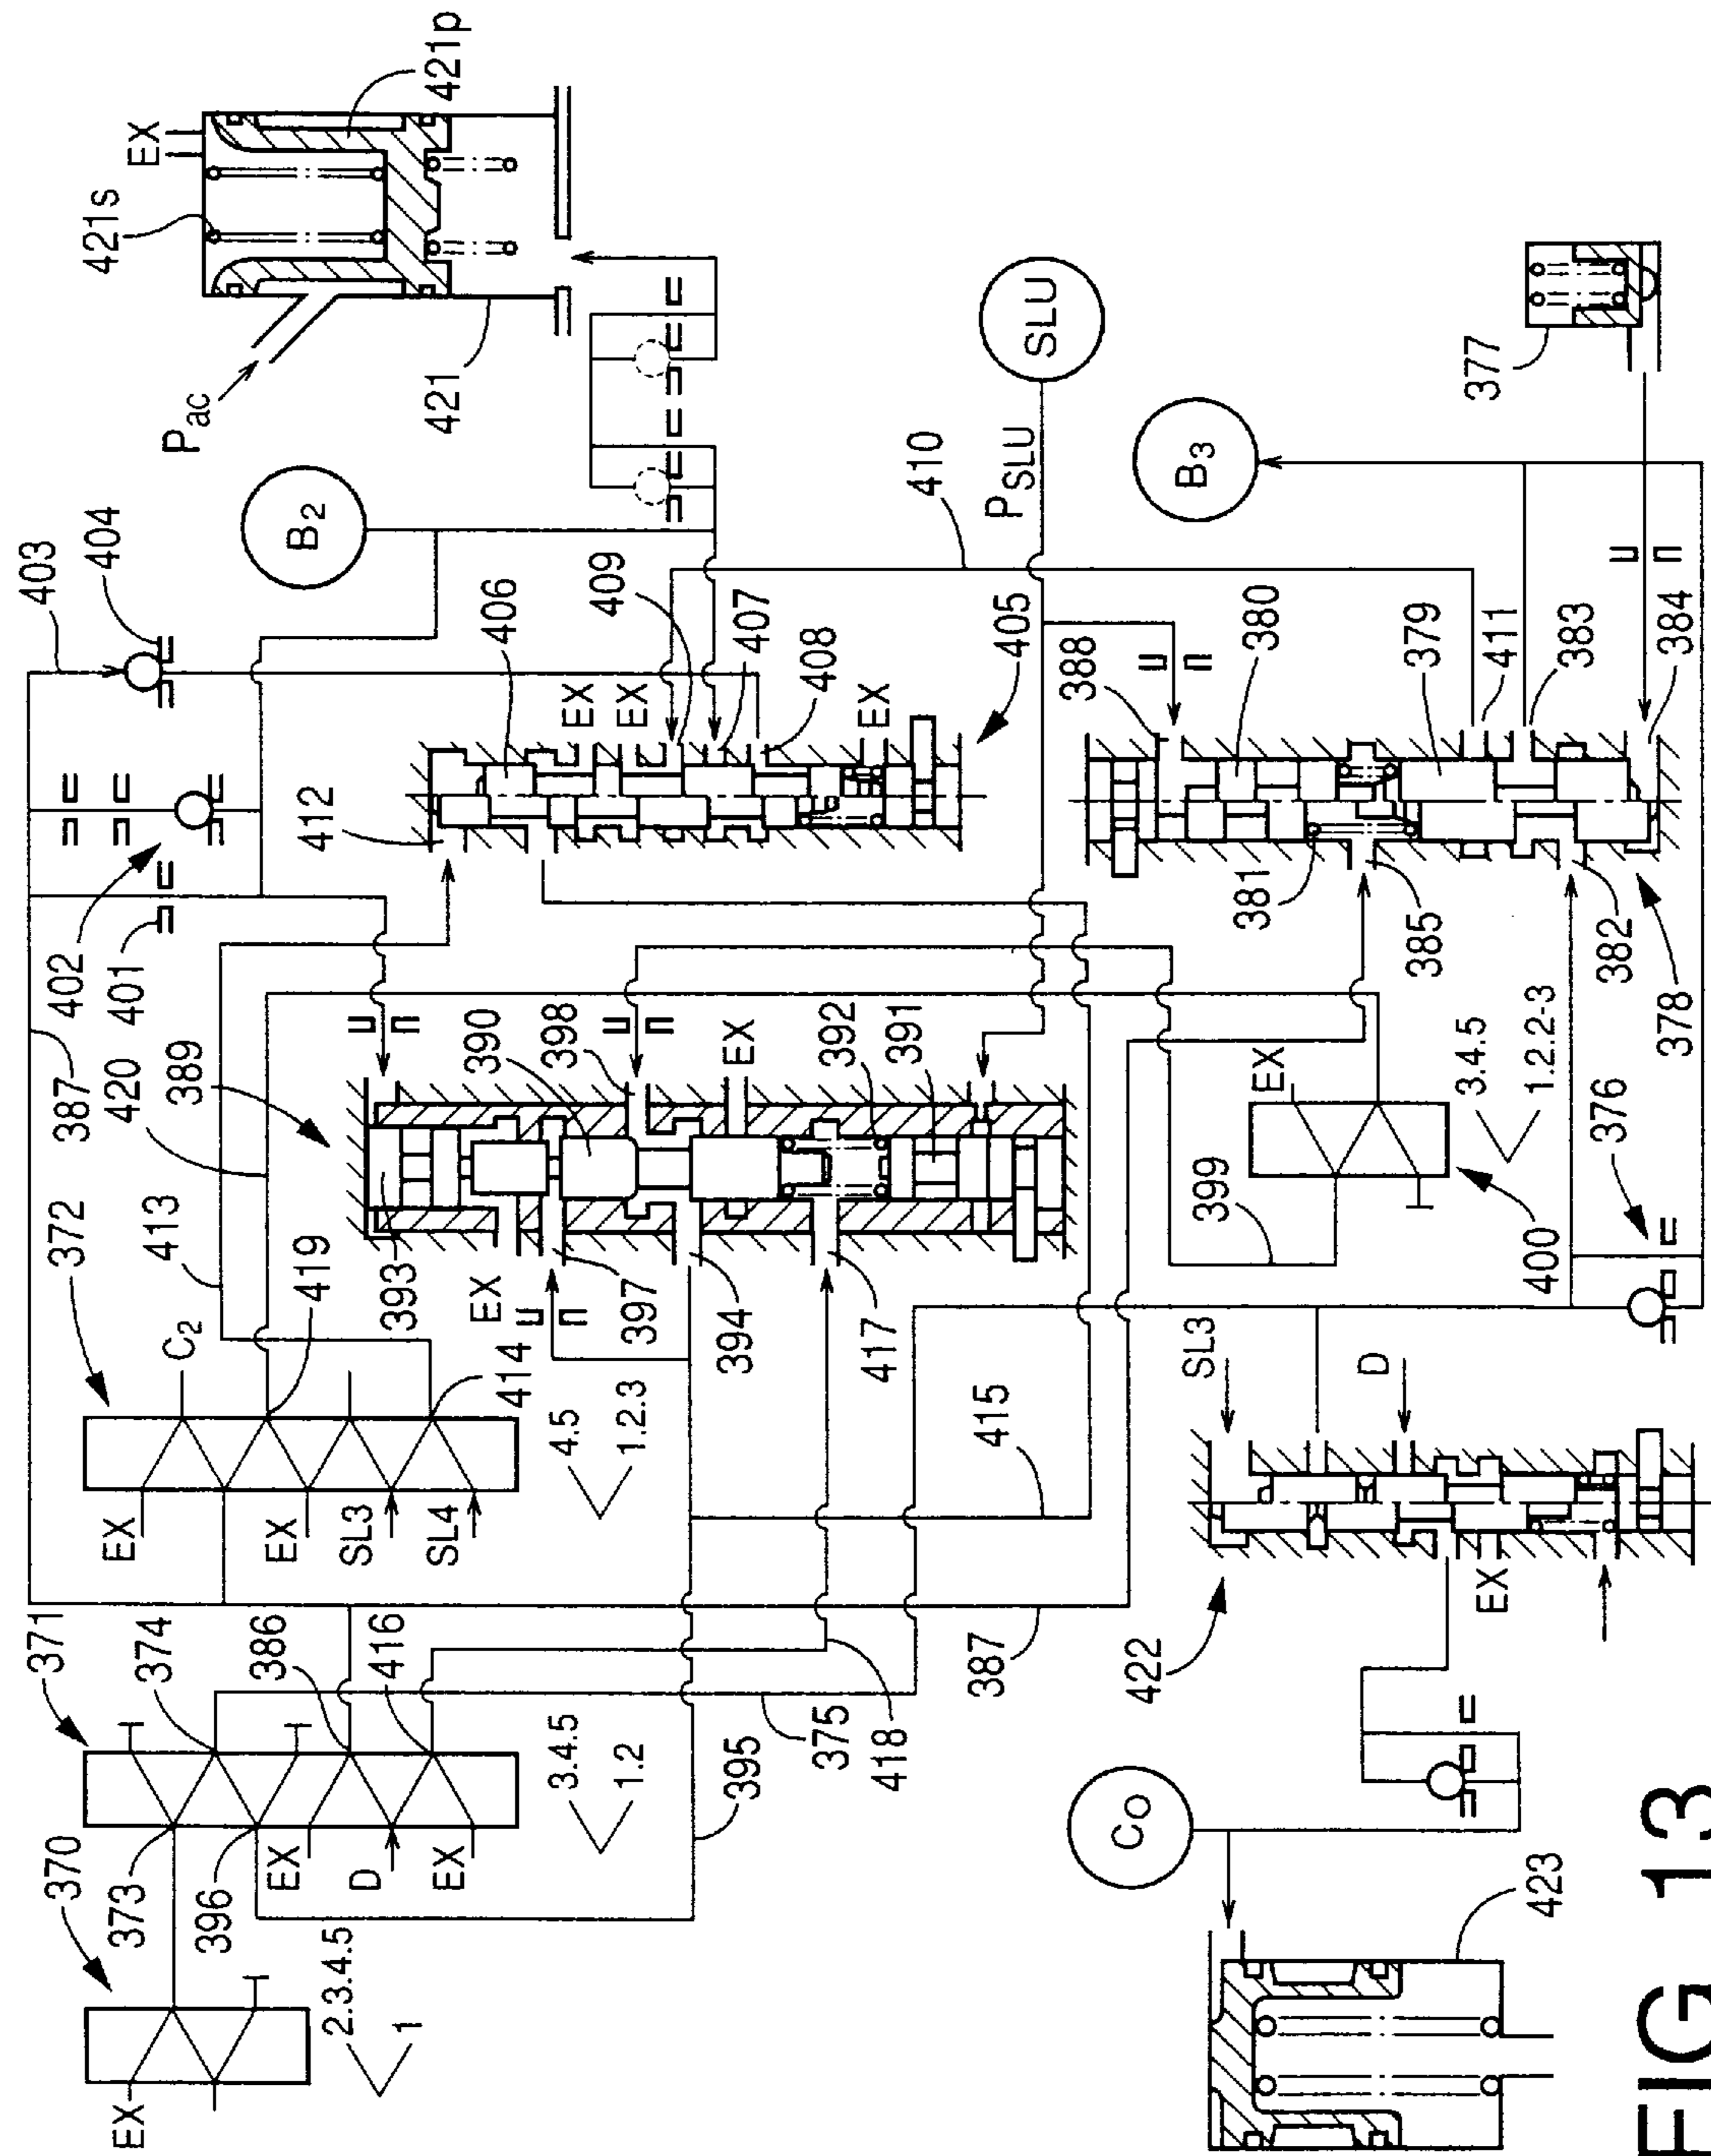 370
EX
373
396
2.3.4.5
1
371
374
386
416
EX
D
EX
3.4.5
1.2
395
375
418
387
372
413
420
387
389
C2
419
414
EX
EX
SL3
SL4
4.5
1.2.3
415
393
EX
397
394
417
390
398
EX
392
391
402
401
412
403
404
406
409
407
408
405
EX
EX
EX
B2
Pac
421s
EX
421p
421
SLU
PSLU
410
B3
377
388
380
379
411
383
384
381
385
382
378
399
400
EX
3.4.5
1.2.2-3
376
SL3
D
EX
422
CO
423
FIG 13